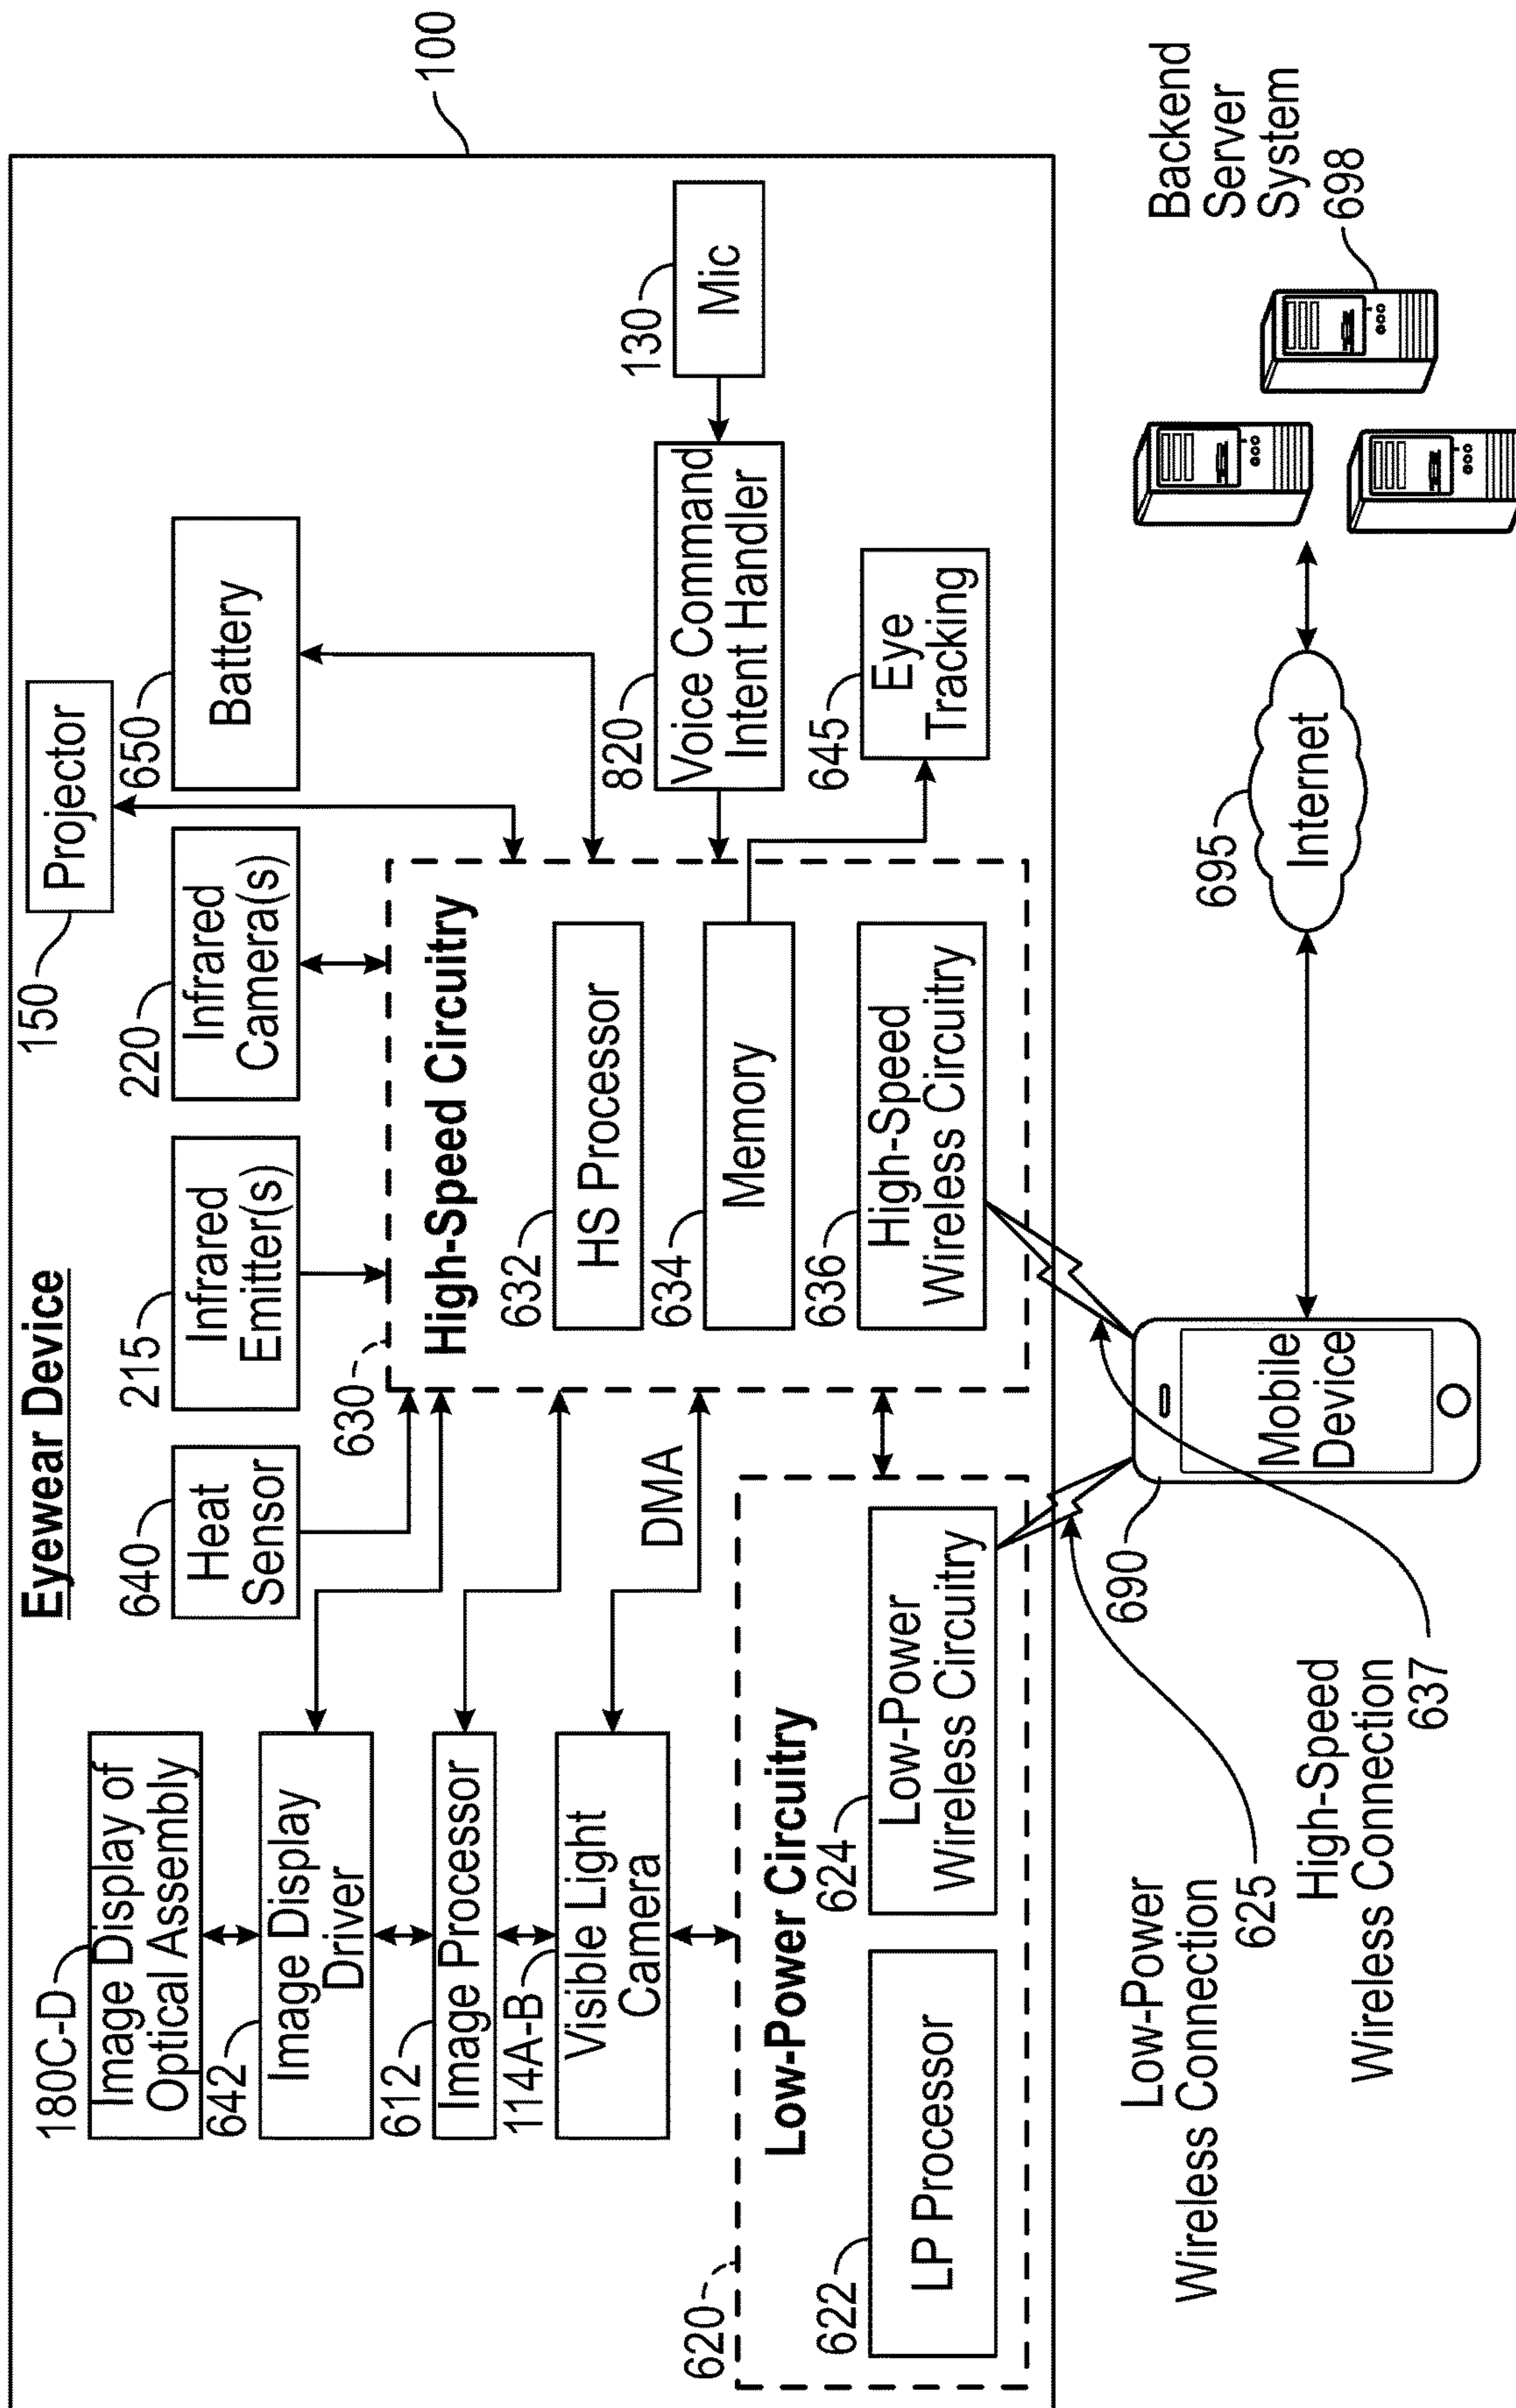 Eyewear Device
100
180C-D
Image Display of
Optical Assembly
642
Image Display
Driver
612
Image Processor
114A-B
Visible Light
Camera
640
Heat
Sensor
215
Infrared
Emitter(s)
220
Infrared
Camera(s)
150
Projector
650
Battery
DMA
630
High-Speed Circuitry
632
HS Processor
634
Memory
636
High-Speed
Wireless Circuitry
820
Voice Command
Intent Handler
130
Mic
645
Eye
Tracking
620
Low-Power Circuitry
622
LP Processor
624
Low-Power
Wireless Circuitry
Low-Power
Wireless Connection
625
High-Speed
Wireless Connection
637
690
Mobile
Device
695
Internet
Backend
Server
System
698